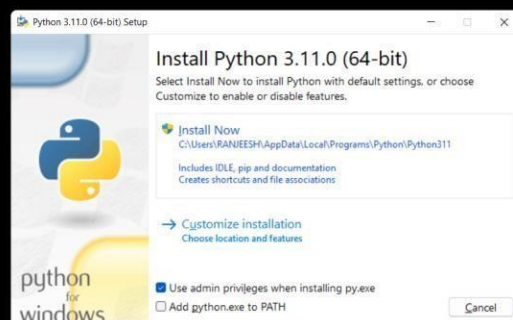 Python 3.11.0 (64-bit) Setup
Install Python 3.11.0 (64-bit)
Select Install Now to install Python with default settings, or choose
Customize to enable or disable features.
Install Now
C:\Users\RANJEESH\AppData\Local\Programs\Python\Python311
Includes IDLE, pip and documentation
Creates shortcuts and file associations
Customize installation
Choose location and features
python
for
windows
Use admin privileges when installing py.exe
Add python.exe to PATH
Cancel